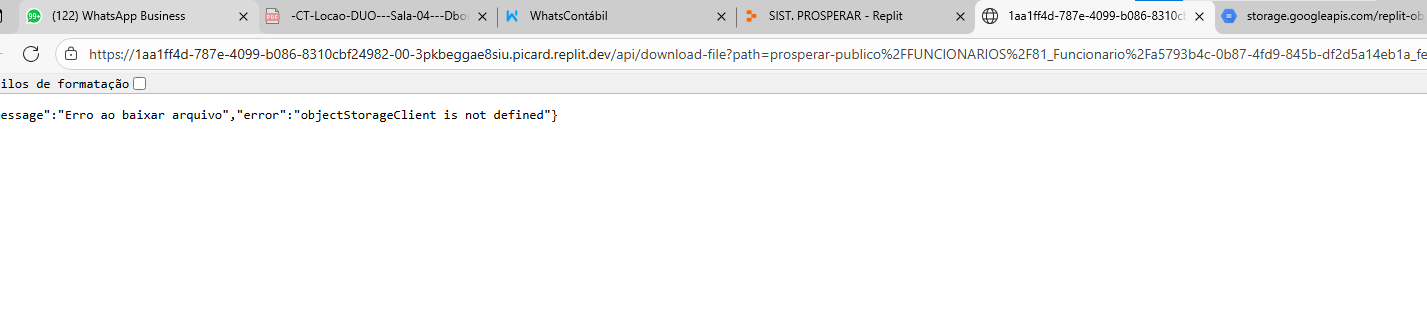 99+ (122) WhatsApp Business PDF -CT-Locao-DUO---Sala-04---Dbo WhatsContábil SIST. PROSPERAR - Replit 1aa1ff4d-787e-4099-b086-8310cb storage.googleapis.com/replit-ob
https://1aa1ff4d-787e-4099-b086-8310cbf24982-00-3pkbeggae8siu.picard.replit.dev/api/download-file?path=prosperar-publico%2FFUNCIONARIOS%2F81_Funcionario%2Fa5793b4c-0b87-4fd9-845b-df2d5a14eb1a_fe
ilos de formatação
essage":"Erro ao baixar arquivo","error":"objectStorageClient is not defined"}